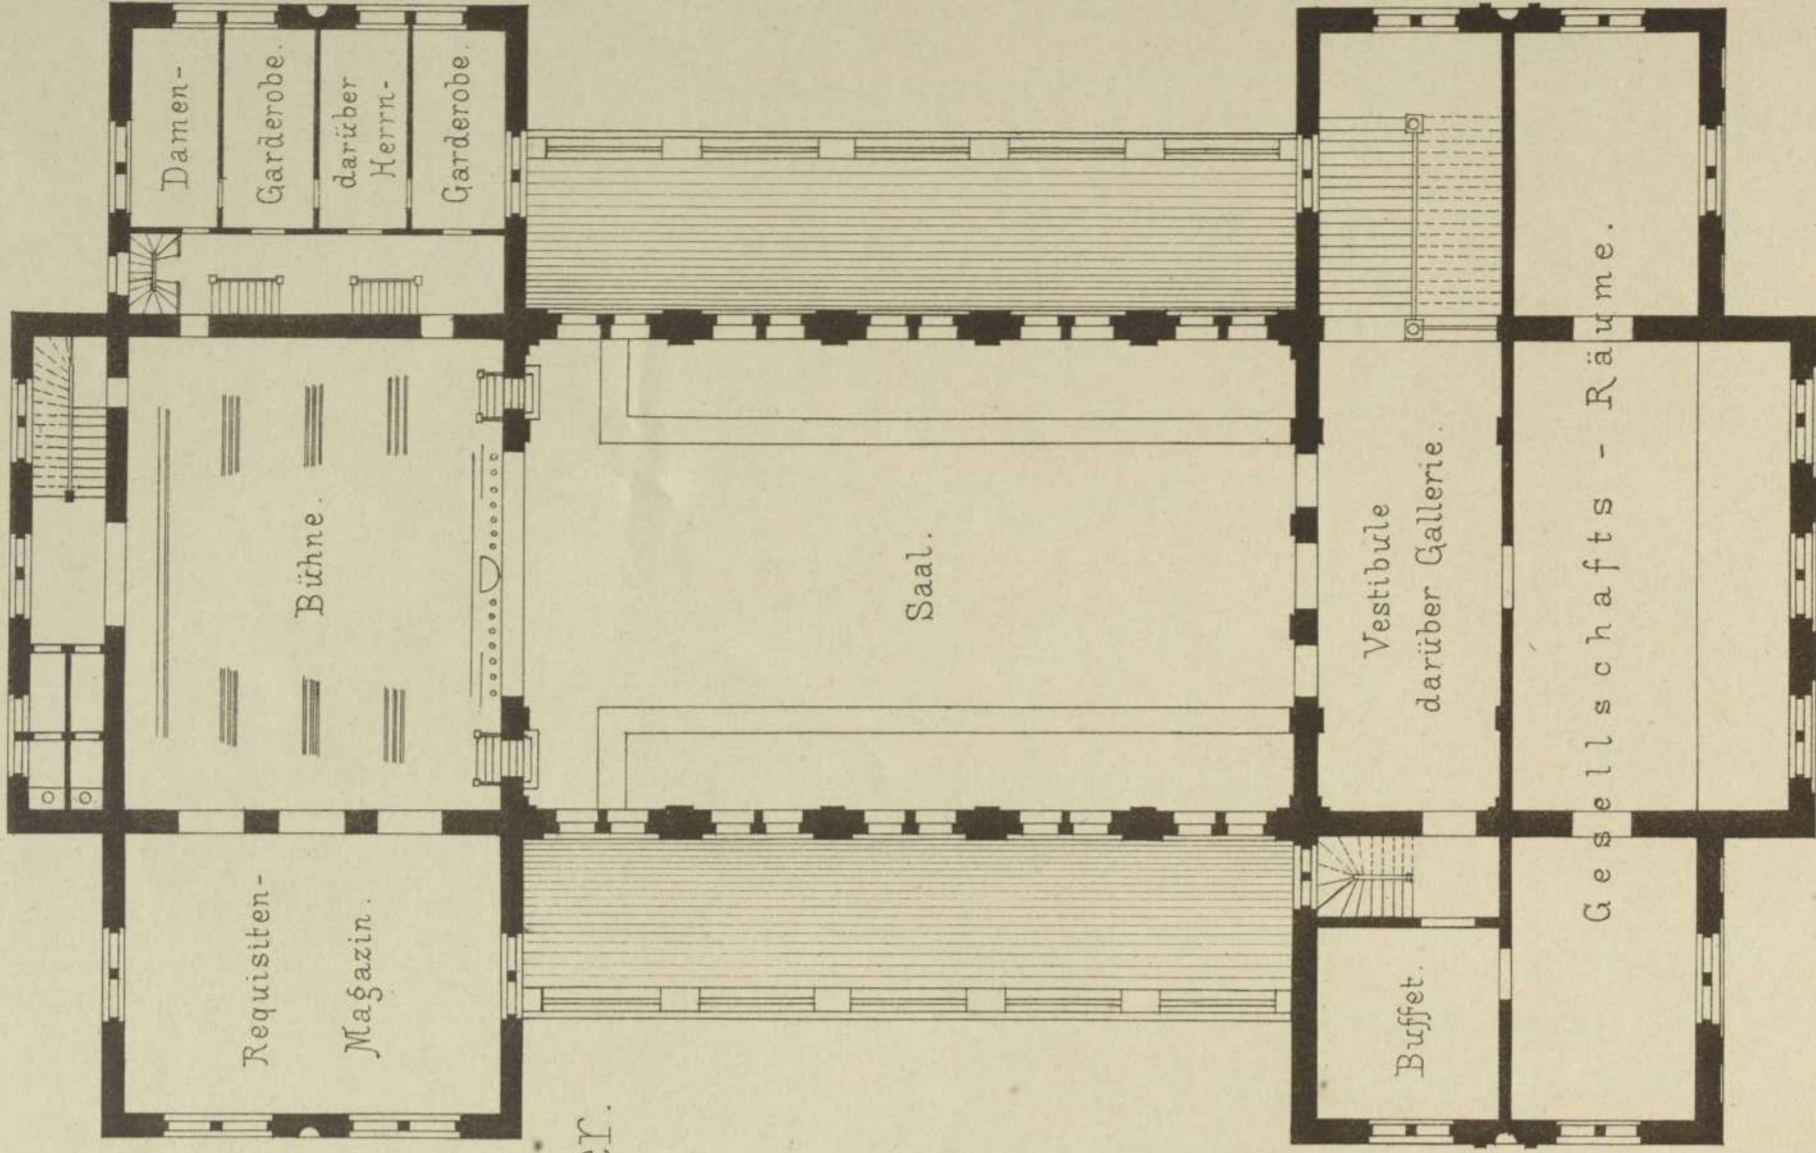 Damen-
Garderobe.
darüber
Herrn-
Garderobe.
Bühne.
Requisiten-
Magazin.
Saal.
Vestibule
darüber Gallerie.
Buffet.
Gesellschafts-Räume.